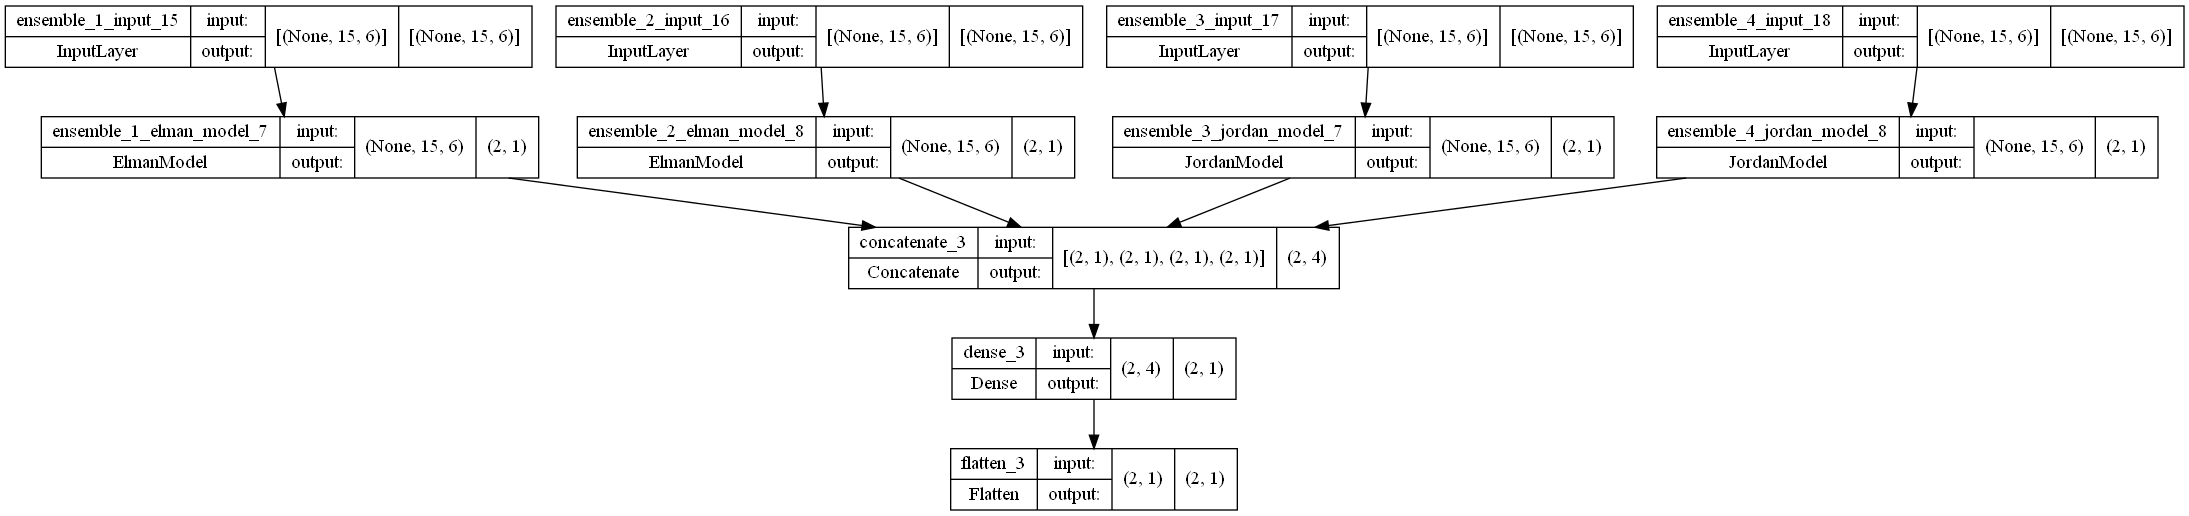 ensemble_1_input_15 input: [(None, 15, 6)] [(None, 15, 6)]
InputLayer output:
ensemble_2_input_16 input: [(None, 15, 6)] [(None, 15, 6)]
InputLayer output:
ensemble_3_input_17 input: [(None, 15, 6)] [(None, 15, 6)]
InputLayer output:
ensemble_4_input_18 input: [(None, 15, 6)] [(None, 15, 6)]
InputLayer output:
ensemble_1_elman_model_7 input: (None, 15, 6) (2, 1)
ElmanModel output:
ensemble_2_elman_model_8 input: (None, 15, 6) (2, 1)
ElmanModel output:
ensemble_3_jordan_model_7 input: (None, 15, 6) (2, 1)
JordanModel output:
ensemble_4_jordan_model_8 input: (None, 15, 6) (2, 1)
JordanModel output:
concatenate_3 input: [(2, 1), (2, 1), (2, 1), (2, 1)] (2, 4)
Concatenate output:
dense_3 input: (2, 4) (2, 1)
Dense output:
flatten_3 input: (2, 1) (2, 1)
Flatten output: